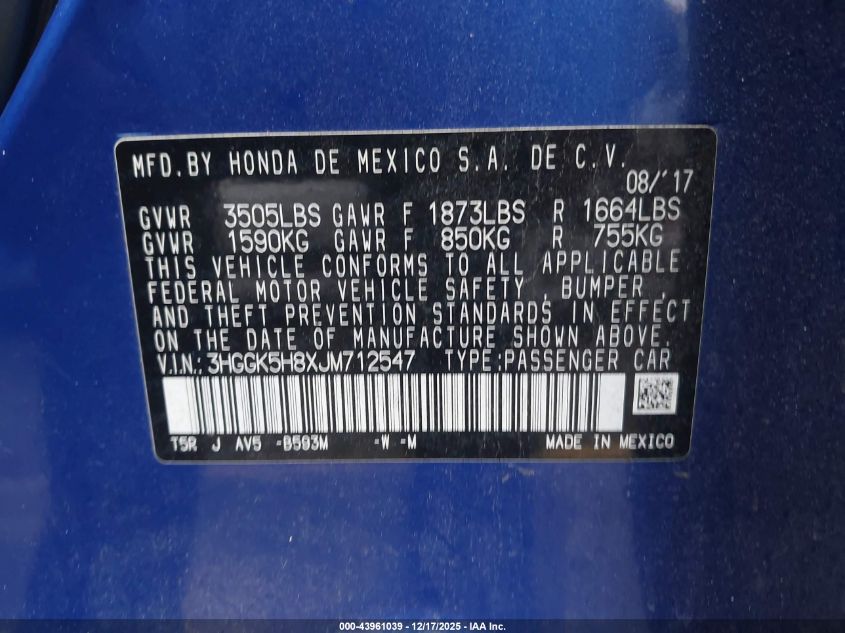 MFD.BY HONDA DE MEXICO S.A. DE C.V.
08/'17
GVWR 3505LBS GAWR F 1873LBS R 1664LBS
GVWR 1590KG GAWR F 850KG R 755KG
THIS VEHICLE CONFORMS TO ALL APPLICABLE
FEDERAL MOTOR VEHICLE SAFETY , BUMPER ,
AND THEFT PREVENTION STANDARDS IN EFFECT
ON THE DATE OF MANUFACTURE SHOWN ABOVE.
V.I.N.: 3HGGK5H8XJM712547 TYPE:PASSENGER CAR
T5R J AV5 -B593M -W -M MADE IN MEXICO
000-43961039 - 12/17/2025 - IAA Inc.